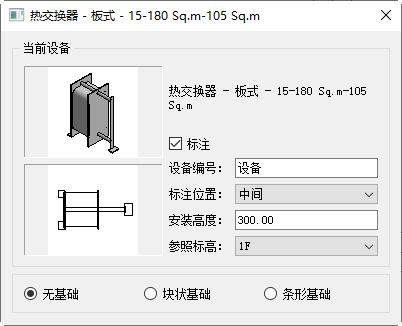 热交换器 - 板式 - 15-180 Sq.m-105 Sq.m
当前设备
热交换器 - 板式 - 15-180 Sq.m-105
Sq.m
标注
设备编号: 设备
标注位置: 中间
安装高度: 300.00
参照标高: 1F
无基础 块状基础 条形基础